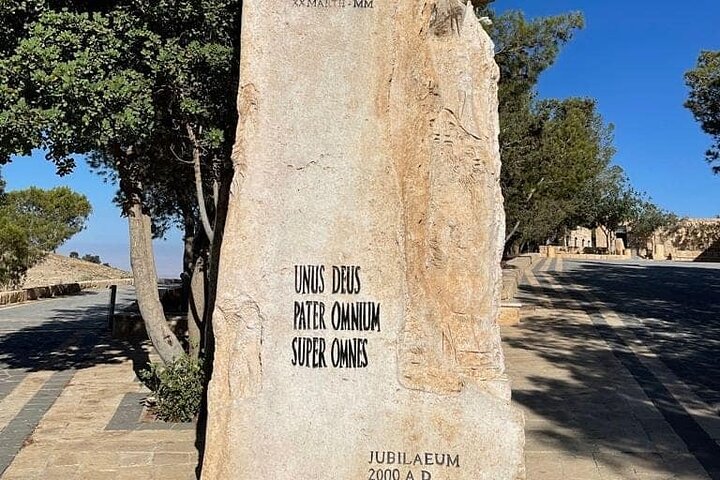 XX MARTII - MM
UNUS DEUS
PATER OMNIUM
SUPER OMNES
JUBILAEUM
2000 A.D.